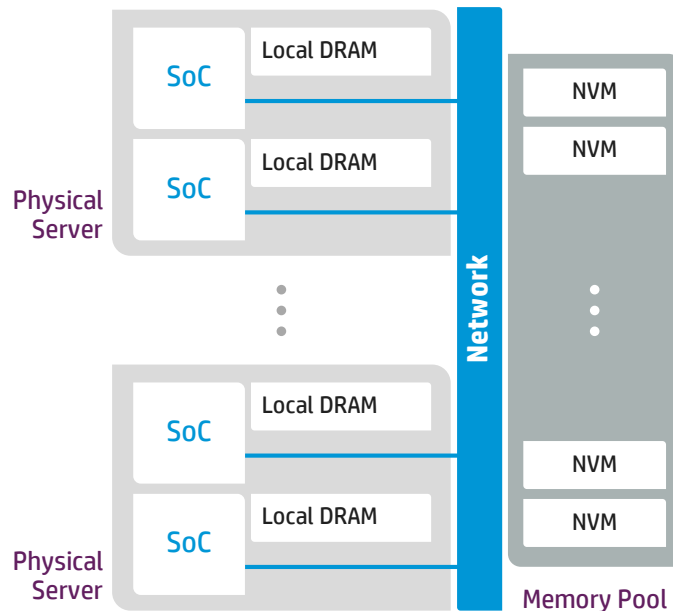 SoC
Local DRAM
SoC
Local DRAM
Physical
Server
SoC
Local DRAM
SoC
Local DRAM
Physical
Server
Network
NVM
NVM
NVM
NVM
Memory Pool